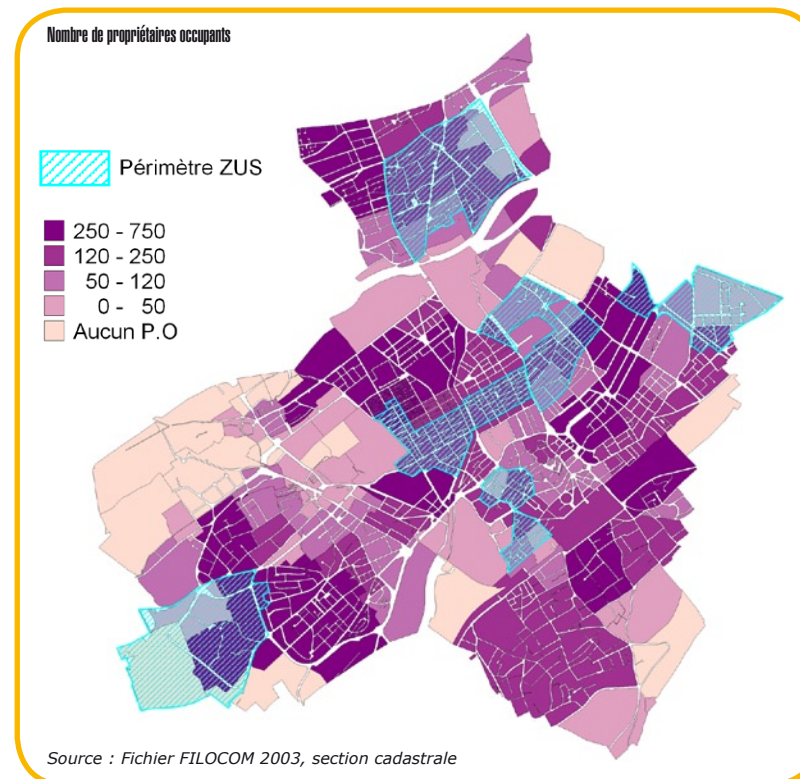 Nombre de propriétaires occupants
Périmètre ZUS
250 - 750
120 - 250
50 - 120
0 - 50
Aucun P.O
Source : Fichier FILOCOM 2003, section cadastrale